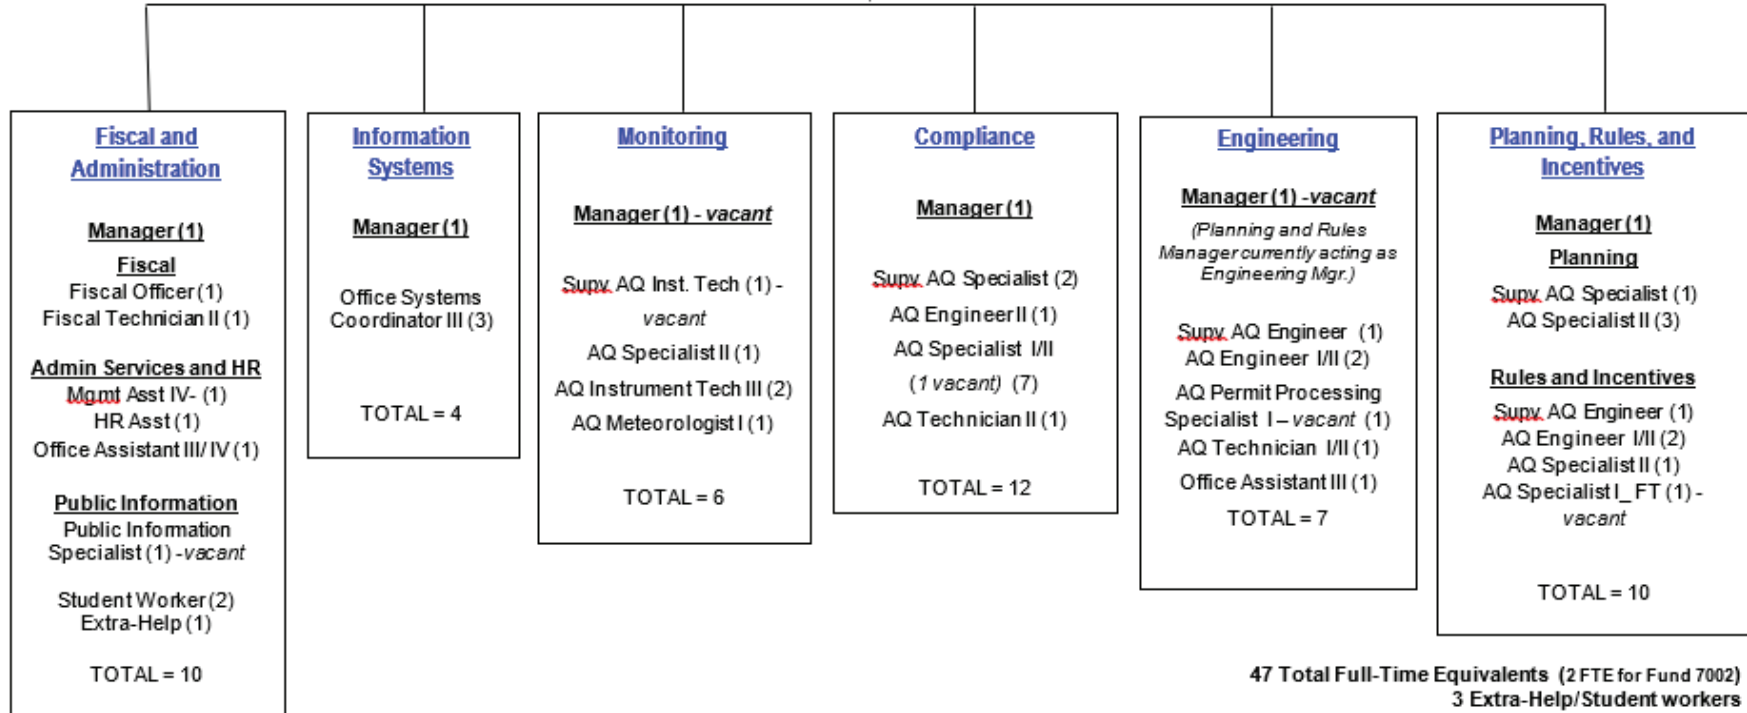 Fiscal and
Administration
Manager (1)
Fiscal
Fiscal Officer (1)
Fiscal Technician II (1)
Admin Services and HR
Mgmt Asst IV- (1)
HR Asst (1)
Office Assistant III/ IV (1)
Public Information
Public Information
Specialist (1) -vacant
Student Worker (2)
Extra-Help (1)
TOTAL = 10
Information
Systems
Manager (1)
Office Systems
Coordinator III (3)
TOTAL = 4
Monitoring
Manager (1) - vacant
Supv. AQ Inst. Tech (1) -
vacant
AQ Specialist II (1)
AQ Instrument Tech III (2)
AQ Meteorologist I (1)
TOTAL = 6
Compliance
Manager (1)
Supv. AQ Specialist (2)
AQ Engineer II (1)
AQ Specialist I/II
(1 vacant) (7)
AQ Technician II (1)
TOTAL = 12
Engineering
Manager (1) -vacant
(Planning and Rules
Manager currently acting as
Engineering Mgr.)
Supv. AQ Engineer (1)
AQ Engineer I/II (2)
AQ Permit Processing
Specialist I – vacant (1)
AQ Technician I/II (1)
Office Assistant III (1)
TOTAL = 7
Planning, Rules, and
Incentives
Manager (1)
Planning
Supv. AQ Specialist (1)
AQ Specialist II (3)
Rules and Incentives
Supv. AQ Engineer (1)
AQ Engineer I/II (2)
AQ Specialist II (1)
AQ Specialist I_ FT (1) -
vacant
TOTAL = 10
47 Total Full-Time Equivalents (2 FTE for Fund 7002)
3 Extra-Help/Student workers